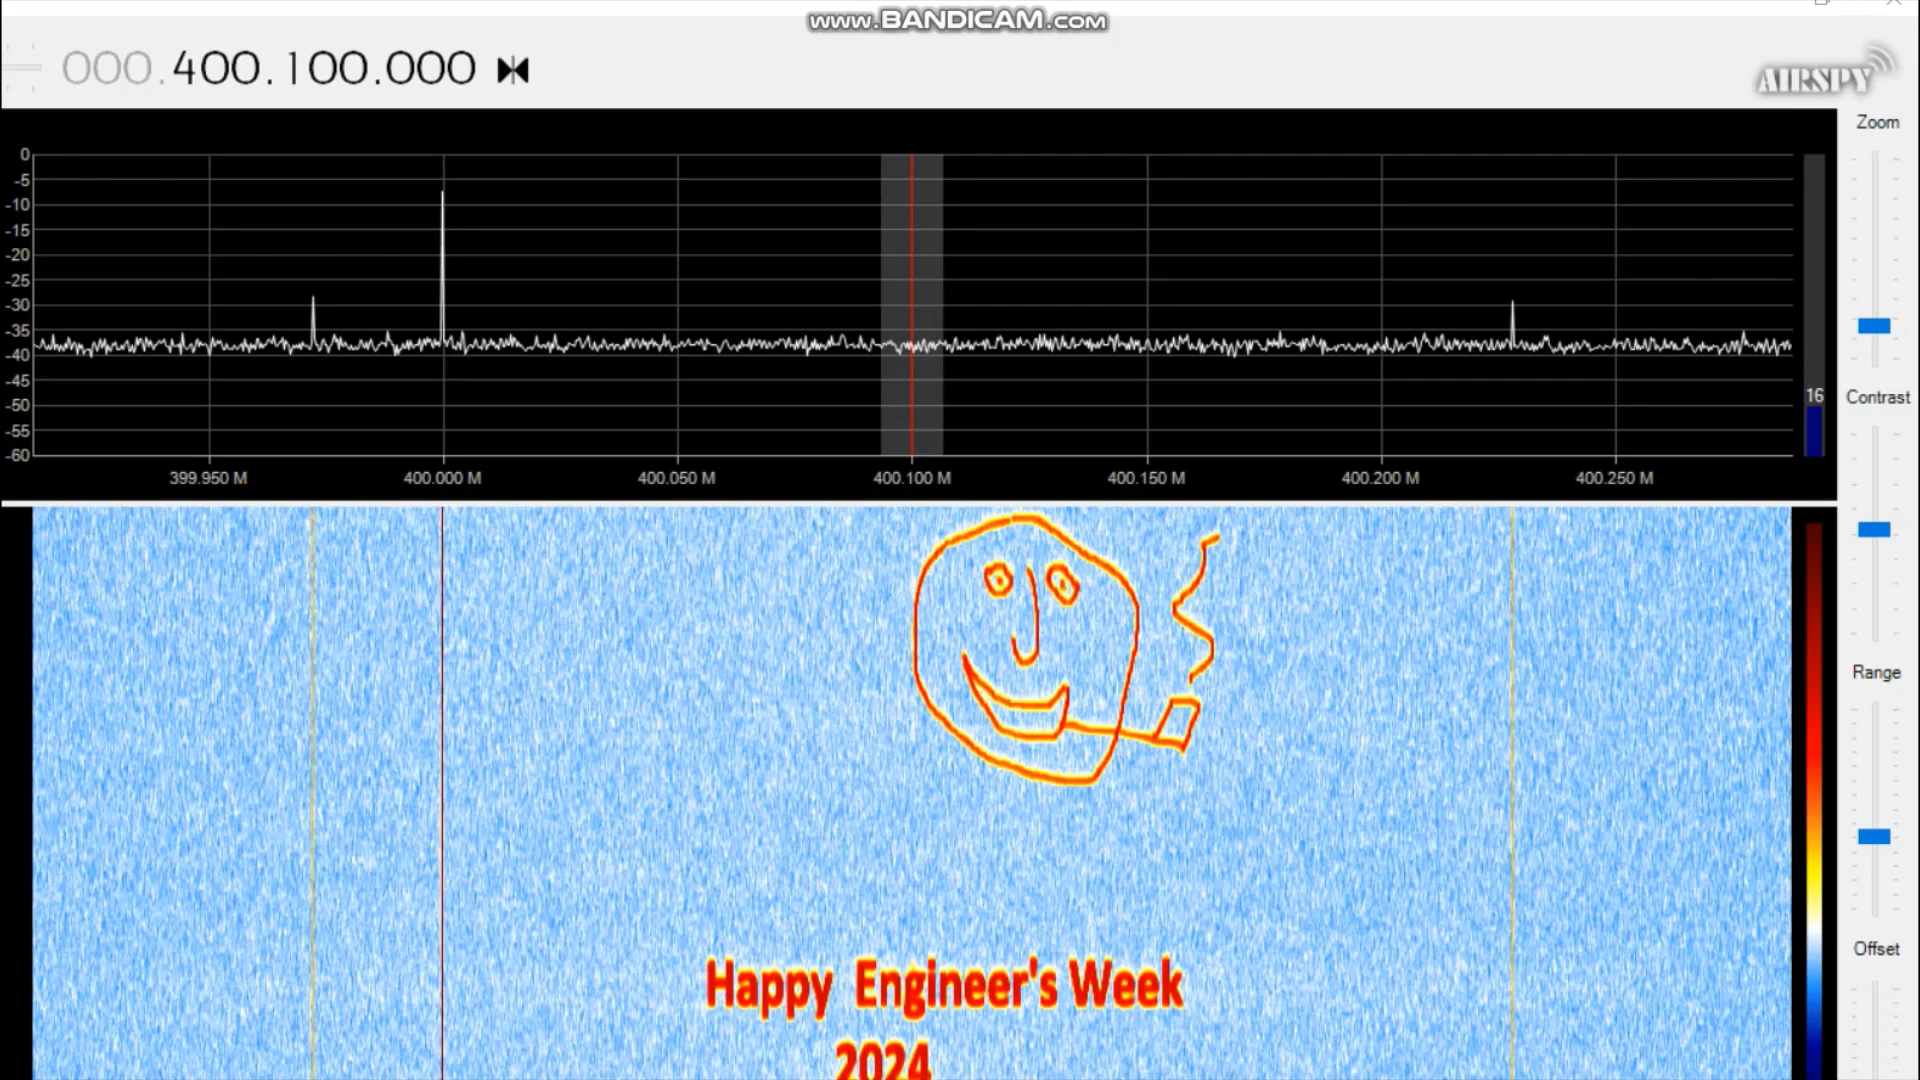 www.BANDICAM.com
000.400.100.000
AIRSPY
Zoom
0
-5
-10
-15
-20
-25
-30
-35
-40
-45
-50
-55
-60
16
Contrast
399.950 M 400.000 M 400.050 M 400.100 M 400.150 M 400.200 M 400.250 M
Range
Offset
Happy Engineer's Week
2024